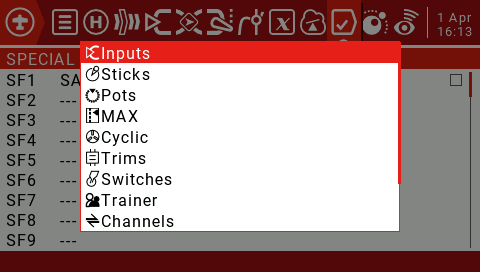 1 Apr
16:13
SPECIAL
Inputs
SF1 SA
Sticks
SF2 ---
Pots
SF3 ---
MAX
SF4 ---
Cyclic
SF5 ---
Trims
SF6 ---
Switches
SF7 ---
Trainer
SF8 ---
Channels
SF9 ---